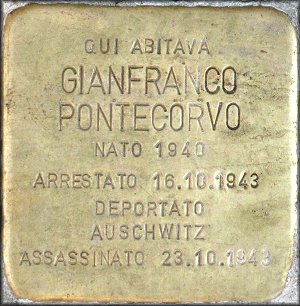 QUI ABITAVA
GIANFRANCO
PONTECORVO
NATO 1940
ARRESTATO 16.10.1943
DEPORTATO
AUSCHWITZ
ASSASSINATO 23.10.1943